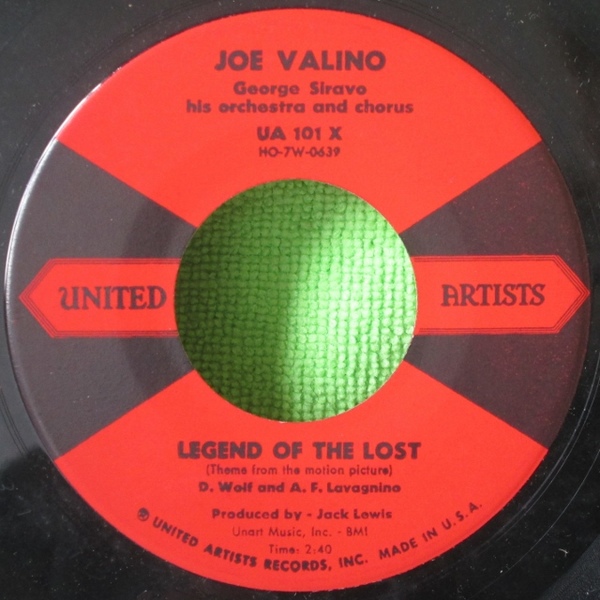 JOE VALINO
George Siravo
his orchestra and chorus
UA 101 X
HO-7W-0639
UNITED ARTISTS
LEGEND OF THE LOST
(Theme from the motion picture)
D. Wolf and A. F. Lavagnino
Produced by - Jack Lewis
Unart Music, Inc. - BMI
Time: 2:40
℗ UNITED ARTISTS RECORDS, INC. MADE IN U.S.A.